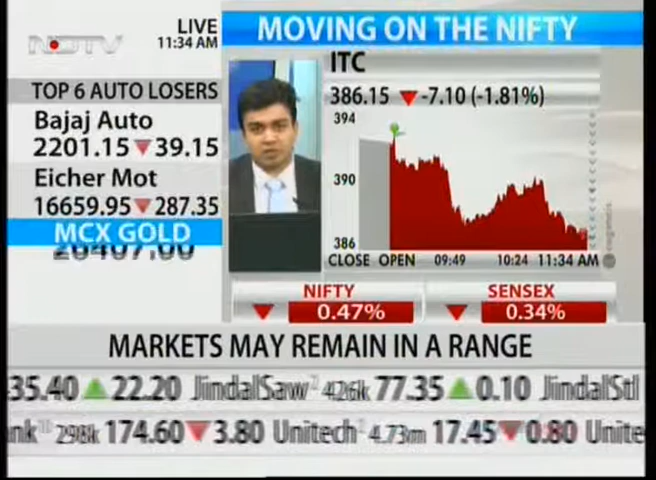 NDTV
LIVE
11:34 AM
MOVING ON THE NIFTY
TOP 6 AUTO LOSERS
Bajaj Auto
2201.15 ▼ 39.15
Eicher Mot
16659.95 ▼ 287.35
MCX GOLD
ITC
386.15 ▼ -7.10 (-1.81%)
394
390
386
CLOSE OPEN 09:49 10:24 11:34 AM
NIFTY
▼ 0.47%
SENSEX
▼ 0.34%
MARKETS MAY REMAIN IN A RANGE
35.40 ▲ 22.20 JindalSaw 426k 77.35 ▲ 0.10 JindalStl
nk 298k 174.60 ▼ 3.80 Unitech 4.73m 17.45 ▼ 0.80 Unite